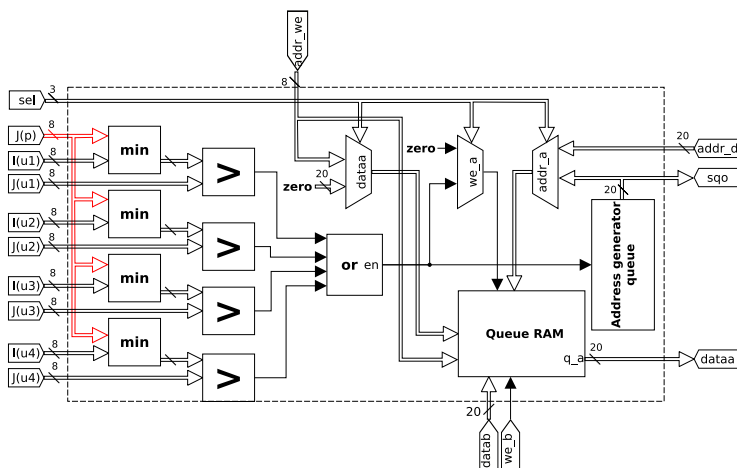 addr_we
8
sel
3
J(p)
8
I(u1)
8
J(u1)
8
I(u2)
8
J(u2)
8
I(u3)
8
J(u3)
8
I(u4)
8
J(u4)
8
min
min
min
min
>
>
>
>
or en
zero
20
dataa
zero
we_a
addr_a
20
addr_d
sqo
20
Address generator
queue
Queue RAM
q_a
20
dataa
20
datab
we_b